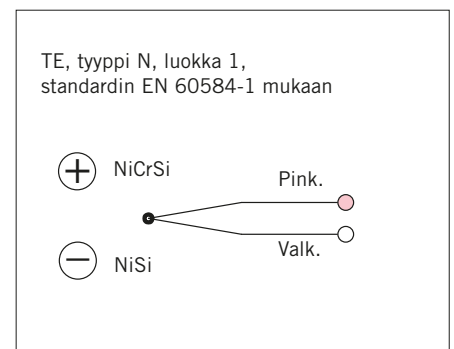 TE, tyyppi N, luokka 1,
standardin EN 60584-1 mukaan
NiCrSi
Pink.
Valk.
NiSi